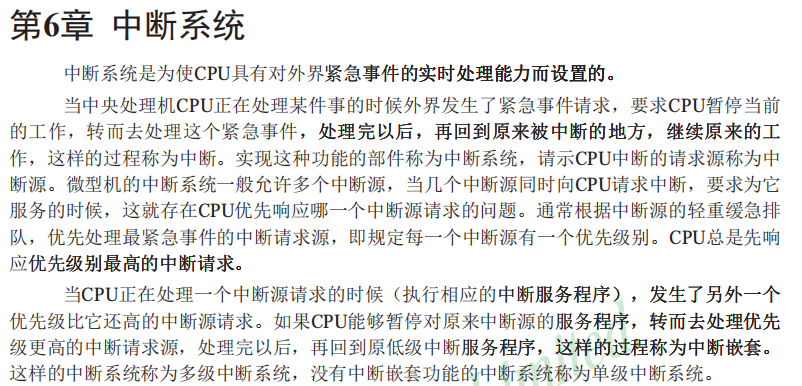 第6章 中断系统
中断系统是为使CPU具有对外界紧急事件的实时处理能力而设置的。
当中央处理机CPU正在处理某件事的时候外界发生了紧急事件请求，要求CPU暂停当前
的工作，转而去处理这个紧急事件，处理完以后，再回到原来被中断的地方，继续原来的工
作，这样的过程称为中断。实现这种功能的部件称为中断系统，请示CPU中断的请求源称为中
断源。微型机的中断系统一般允许多个中断源，当几个中断源同时向CPU请求中断，要求为它
服务的时候，这就存在CPU优先响应哪一个中断源请求的问题。通常根据中断源的轻重缓急排
队，优先处理最紧急事件的中断请求源，即规定每一个中断源有一个优先级别。CPU总是先响
应优先级别最高的中断请求。
当CPU正在处理一个中断源请求的时候（执行相应的中断服务程序），发生了另外一个
优先级比它还高的中断源请求。如果CPU能够暂停对原来中断源的服务程序，转而去处理优先
级更高的中断请求源，处理完以后，再回到原低级中断服务程序，这样的过程称为中断嵌套。
这样的中断系统称为多级中断系统，没有中断嵌套功能的中断系统称为单级中断系统。
Limited